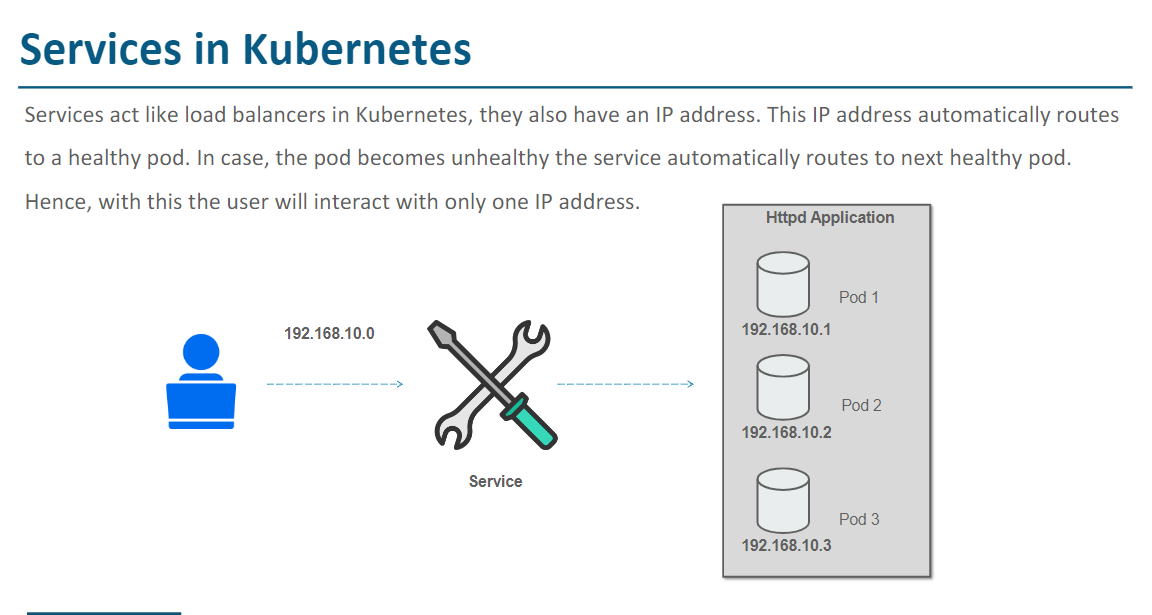 Services in Kubernetes
Services act like load balancers in Kubernetes, they also have an IP address. This IP address automatically routes
to a healthy pod. In case, the pod becomes unhealthy the service automatically routes to next healthy pod.
Hence, with this the user will interact with only one IP address.
192.168.10.0
Service
Httpd Application
Pod 1
192.168.10.1
Pod 2
192.168.10.2
Pod 3
192.168.10.3